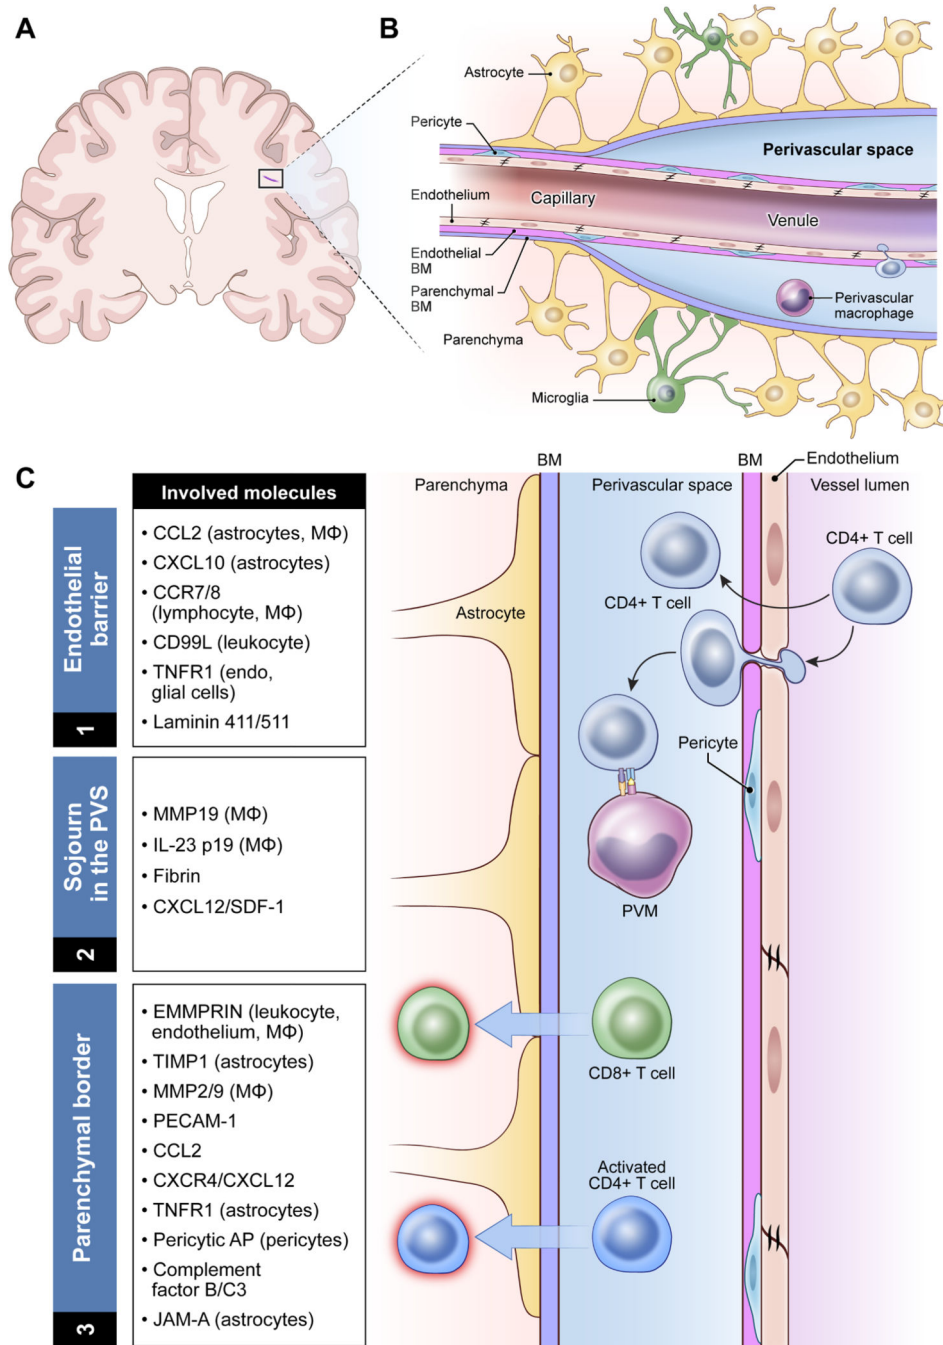 A
B
Astrocyte
Pericyte
Perivascular space
Endothelium
Capillary
Venule
Endothelial
BM
Parenchymal
BM
Perivascular
macrophage
Parenchyma
Microglia
C
Involved molecules
Endothelial
barrier
1
• CCL2 (astrocytes, MΦ)
• CXCL10 (astrocytes)
• CCR7/8
(lymphocyte, MΦ)
• CD99L (leukocyte)
• TNFR1 (endo,
glial cells)
• Laminin 411/511
Sojourn
in the PVS
2
• MMP19 (MΦ)
• IL-23 p19 (MΦ)
• Fibrin
• CXCL12/SDF-1
Parenchymal border
3
• EMMPRIN (leukocyte,
endothelium, MΦ)
• TIMP1 (astrocytes)
• MMP2/9 (MΦ)
• PECAM-1
• CCL2
• CXCR4/CXCL12
• TNFR1 (astrocytes)
• Pericytic AP (pericytes)
• Complement
factor B/C3
• JAM-A (astrocytes)
BM
BM
Endothelium
Parenchyma
Perivascular space
Vessel lumen
CD4+ T cell
CD4+ T cell
Astrocyte
Pericyte
PVM
CD8+ T cell
Activated
CD4+ T cell